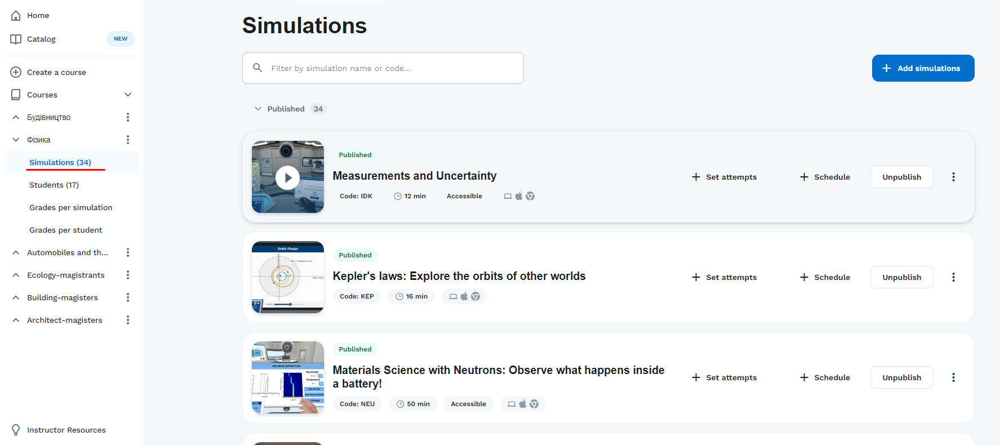 Home
Catalog
NEW
Create a course
Courses
Будівництво
Фізика
Simulations (34)
Students (17)
Grades per simulation
Grades per student
Automobiles and th...
Ecology-magistrants
Building-magisters
Architect-magisters
Instructor Resources
Simulations
Filter by simulation name or code...
Add simulations
Published 34
Published
Measurements and Uncertainty
Code: IDK 12 min Accessible
Set attempts Schedule Unpublish
Orbit Finder
Published
Kepler's laws: Explore the orbits of other worlds
Code: KEP 16 min
Set attempts Schedule Unpublish
NEUTRON DIFFRACTION
Wavelength
Short
Temperature
Published
Materials Science with Neutrons: Observe what happens inside
a battery!
Code: NEU 50 min Accessible
Set attempts Schedule Unpublish